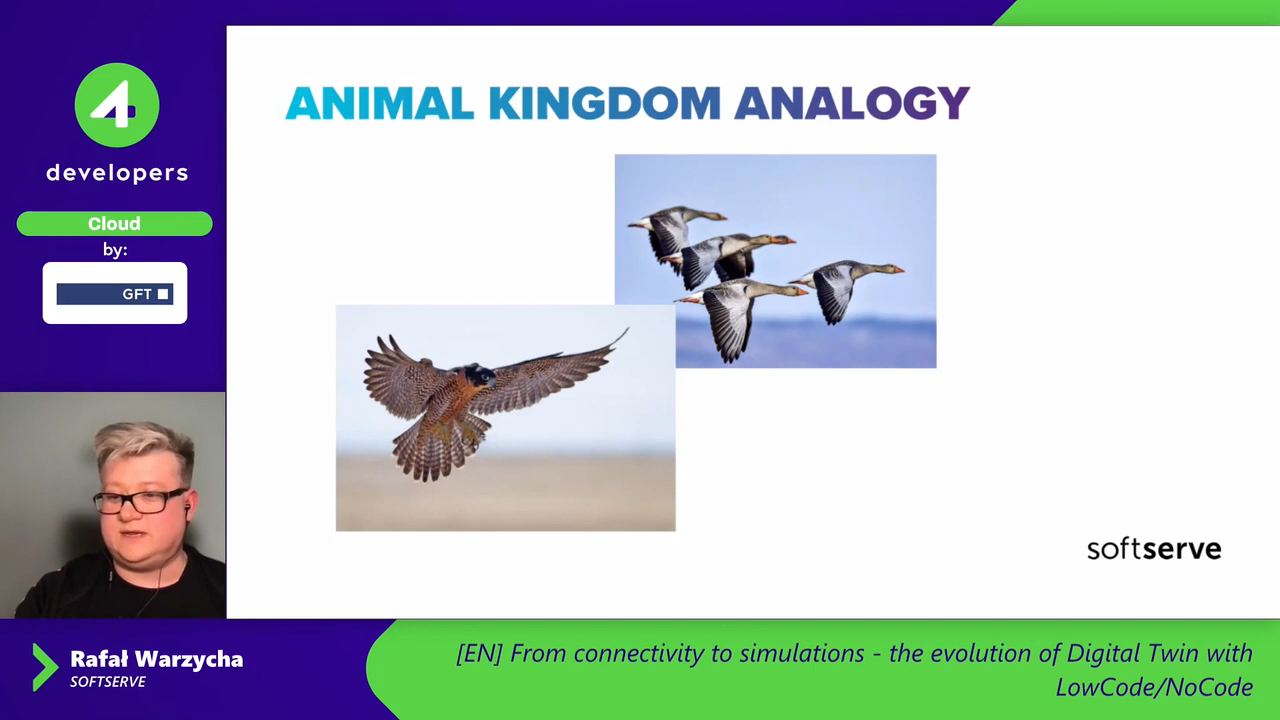 4
developers
Cloud
by:
GFT
ANIMAL KINGDOM ANALOGY
softserve
Rafał Warzycha
SOFTSERVE
[EN] From connectivity to simulations - the evolution of Digital Twin with
LowCode/NoCode